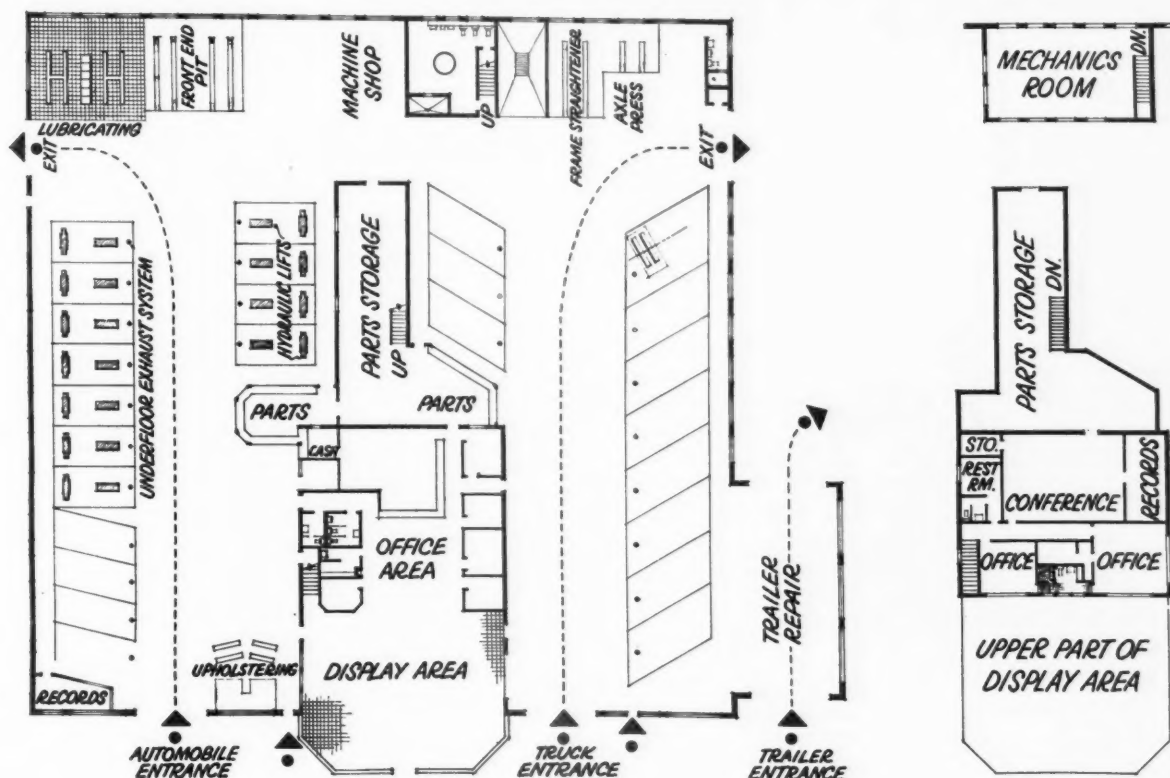 FRONT END
PIT
LUBRICATING
MACHINE
SHOP
UP
FRAME STRAIGHTENER
AXLE
PRESS
EXIT
EXIT
UNDERFLOOR EXHAUST SYSTEM
HYDRAULIC LIFTS
PARTS STORAGE
UP
PARTS
PARTS
CASH
OFFICE
AREA
UPHOLSTERING
RECORDS
DISPLAY AREA
TRAILER
REPAIR
AUTOMOBILE
ENTRANCE
TRUCK
ENTRANCE
TRAILER
ENTRANCE
MECHANICS
ROOM
DN.
PARTS STORAGE
DN.
STO.
REST
RM.
CONFERENCE
RECORDS
OFFICE
OFFICE
UPPER PART OF
DISPLAY AREA